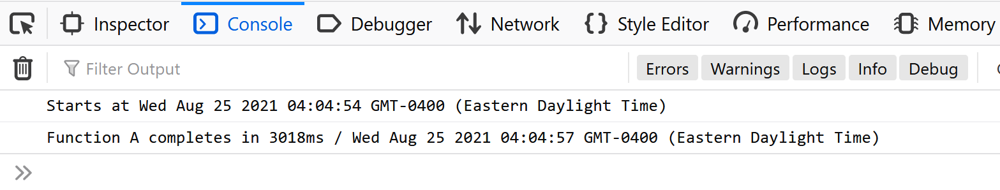 Inspector Console Debugger Network Style Editor Performance Memory
Filter Output Errors Warnings Logs Info Debug
Starts at Wed Aug 25 2021 04:04:54 GMT-0400 (Eastern Daylight Time)
Function A completes in 3018ms / Wed Aug 25 2021 04:04:57 GMT-0400 (Eastern Daylight Time)